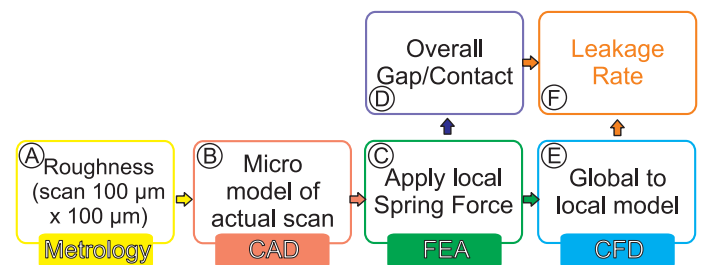 Overall
Gap/Contact
D
Leakage
Rate
F
A
Roughness
(scan 100 µm
x 100 µm)
Metrology
B
Micro
model of
actual scan
CAD
C
Apply local
Spring Force
FEA
E
Global to
local model
CFD